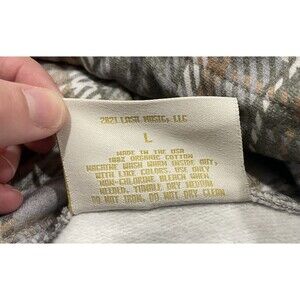 2021 LASH MUSIC, LLC
L
MADE IN THE USA
100% ORGANIC COTTON
MACHINE WASH WARM INSIDE OUT,
WITH LIKE COLORS. USE ONLY
NON-CHLORINE BLEACH WHEN
NEEDED. TUMBLE DRY MEDIUM
DO NOT IRON, DO NOT DRY CLEAN